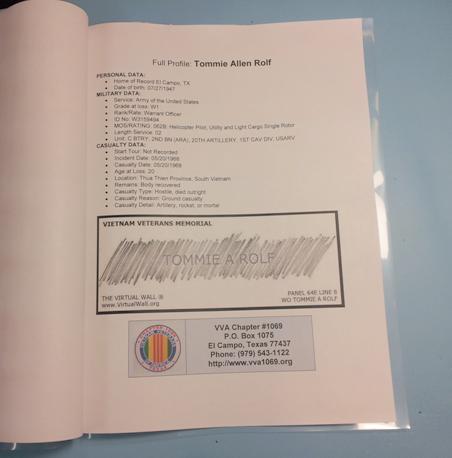 Full Profile: Tommie Allen Rolf
PERSONAL DATA:
• Home of Record El Campo, TX
• Date of birth: 07/27/1947
MILITARY DATA:
• Service: Army of the United States
• Grade at loss: W1
• Rank/Rate: Warrant Officer
• ID No: W3159494
• MOS/RATING: 062B: Helicopter Pilot, Utility and Light Cargo Single Rotor
• Length Service: 02
• Unit: C BTRY, 2ND BN (ARA), 20TH ARTILLERY, 1ST CAV DIV, USARV
CASUALTY DATA:
• Start Tour: Not Recorded
• Incident Date: 05/20/1968
• Casualty Date: 05/20/1968
• Age at Loss: 20
• Location: Thua Thien Province, South Vietnam
• Remains: Body recovered
• Casualty Type: Hostile, died outright
• Casualty Reason: Ground casualty
• Casualty Detail: Artillery, rocket, or mortar
VIETNAM VETERANS MEMORIAL
TOMMIE A ROLF
THE VIRTUAL WALL ®
www.VirtualWall.org
PANEL 64E LINE 8
WO TOMMIE A ROLF
VVA Chapter #1069
P.O. Box 1075
El Campo, Texas 77437
Phone: (979) 543-1122
http://www.vva1069.org